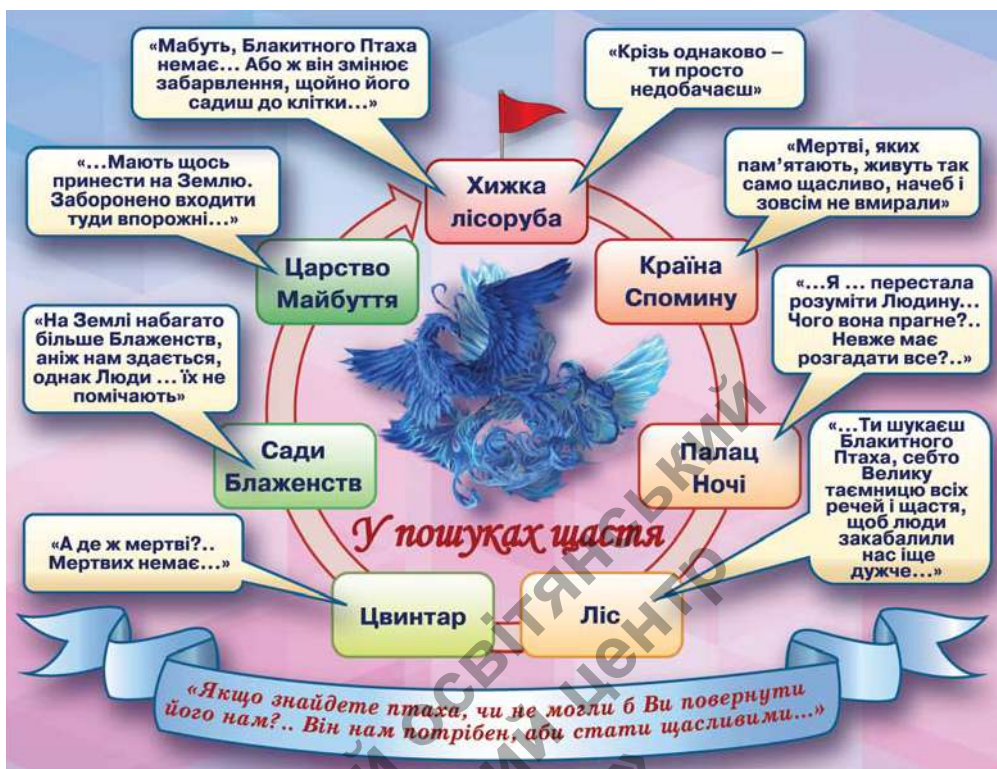 «Мабуть, Блакитного Птаха
немає... Або ж він змінює
забарвлення, щойно його
садиш до клітки...»
«Крізь однаково –
ти просто
недобачаєш»
Хижка
лісоруба
«Мертві, яких
пам'ятають, живуть так
само щасливо, начеб і
зовсім не вмирали»
Країна
Спомину
«...Я ... перестала
розуміти Людину...
Чого вона прагне?..
Невже має
розгадати все?..»
Палац
Ночі
«...Ти шукаєш
Блакитного
Птаха, себто
Велику
таємницю всіх
речей і щастя,
щоб люди
закабалили
нас іще
дужче...»
Ліс
«А де ж мертві?..
Мертвих немає...»
Цвинтар
«На Землі набагато
більше Блаженств,
аніж нам здається,
однак Люди ... їх не
помічають»
Сади
Блаженств
«...Мають щось
принести на Землю.
Заборонено входити
туди впорожні...»
Царство
Майбуття
У пошуках щастя
«Якщо знайдете птаха, чи не могли б Ви повернути
його нам?.. Він нам потрібен, аби стати щасливими...»
освітянський
центр